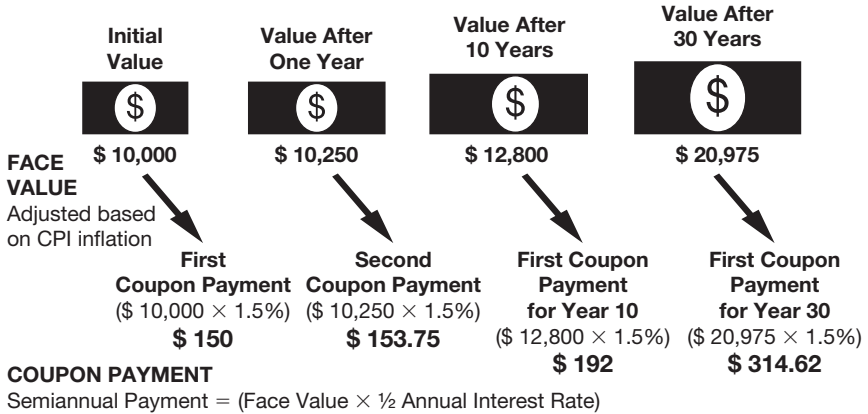 Initial
Value
Value After
One Year
Value After
10 Years
Value After
30 Years
$
$
$
$
$ 10,000
$ 10,250
$ 12,800
$ 20,975
FACE
VALUE
Adjusted based
on CPI inflation
First
Coupon Payment
($ 10,000 × 1.5%)
$ 150
Second
Coupon Payment
($ 10,250 × 1.5%)
$ 153.75
First Coupon
Payment
for Year 10
($ 12,800 × 1.5%)
$ 192
First Coupon
Payment
for Year 30
($ 20,975 × 1.5%)
$ 314.62
COUPON PAYMENT
Semiannual Payment = (Face Value × ½ Annual Interest Rate)